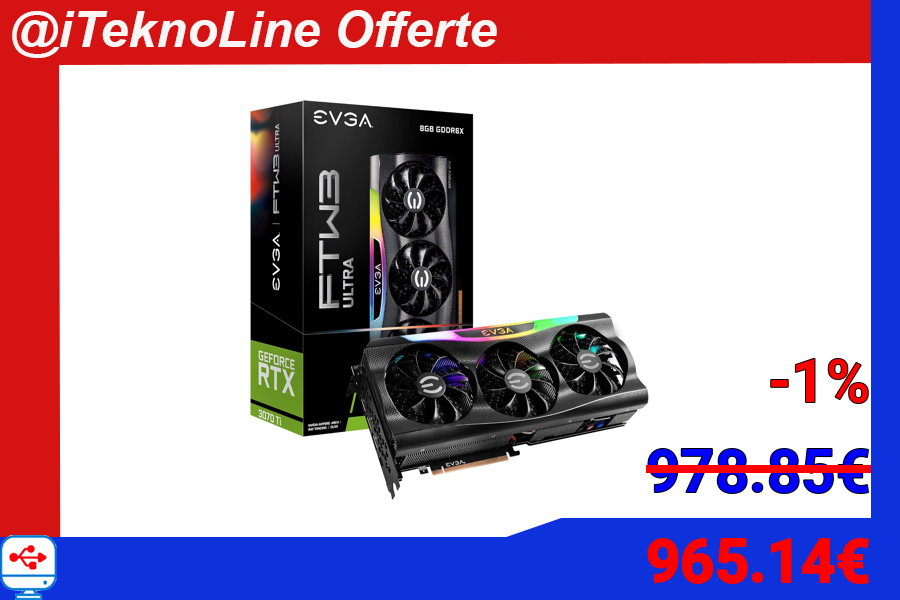 @iTeknoLine Offerte
EVGA
8GB GDDR6X
EVGA | FTW3 ULTRA
FTW3
ULTRA
EVGA
GEFORCE
RTX
3070 Ti
EVGA
EVGA
-1%
978.85€
965.14€